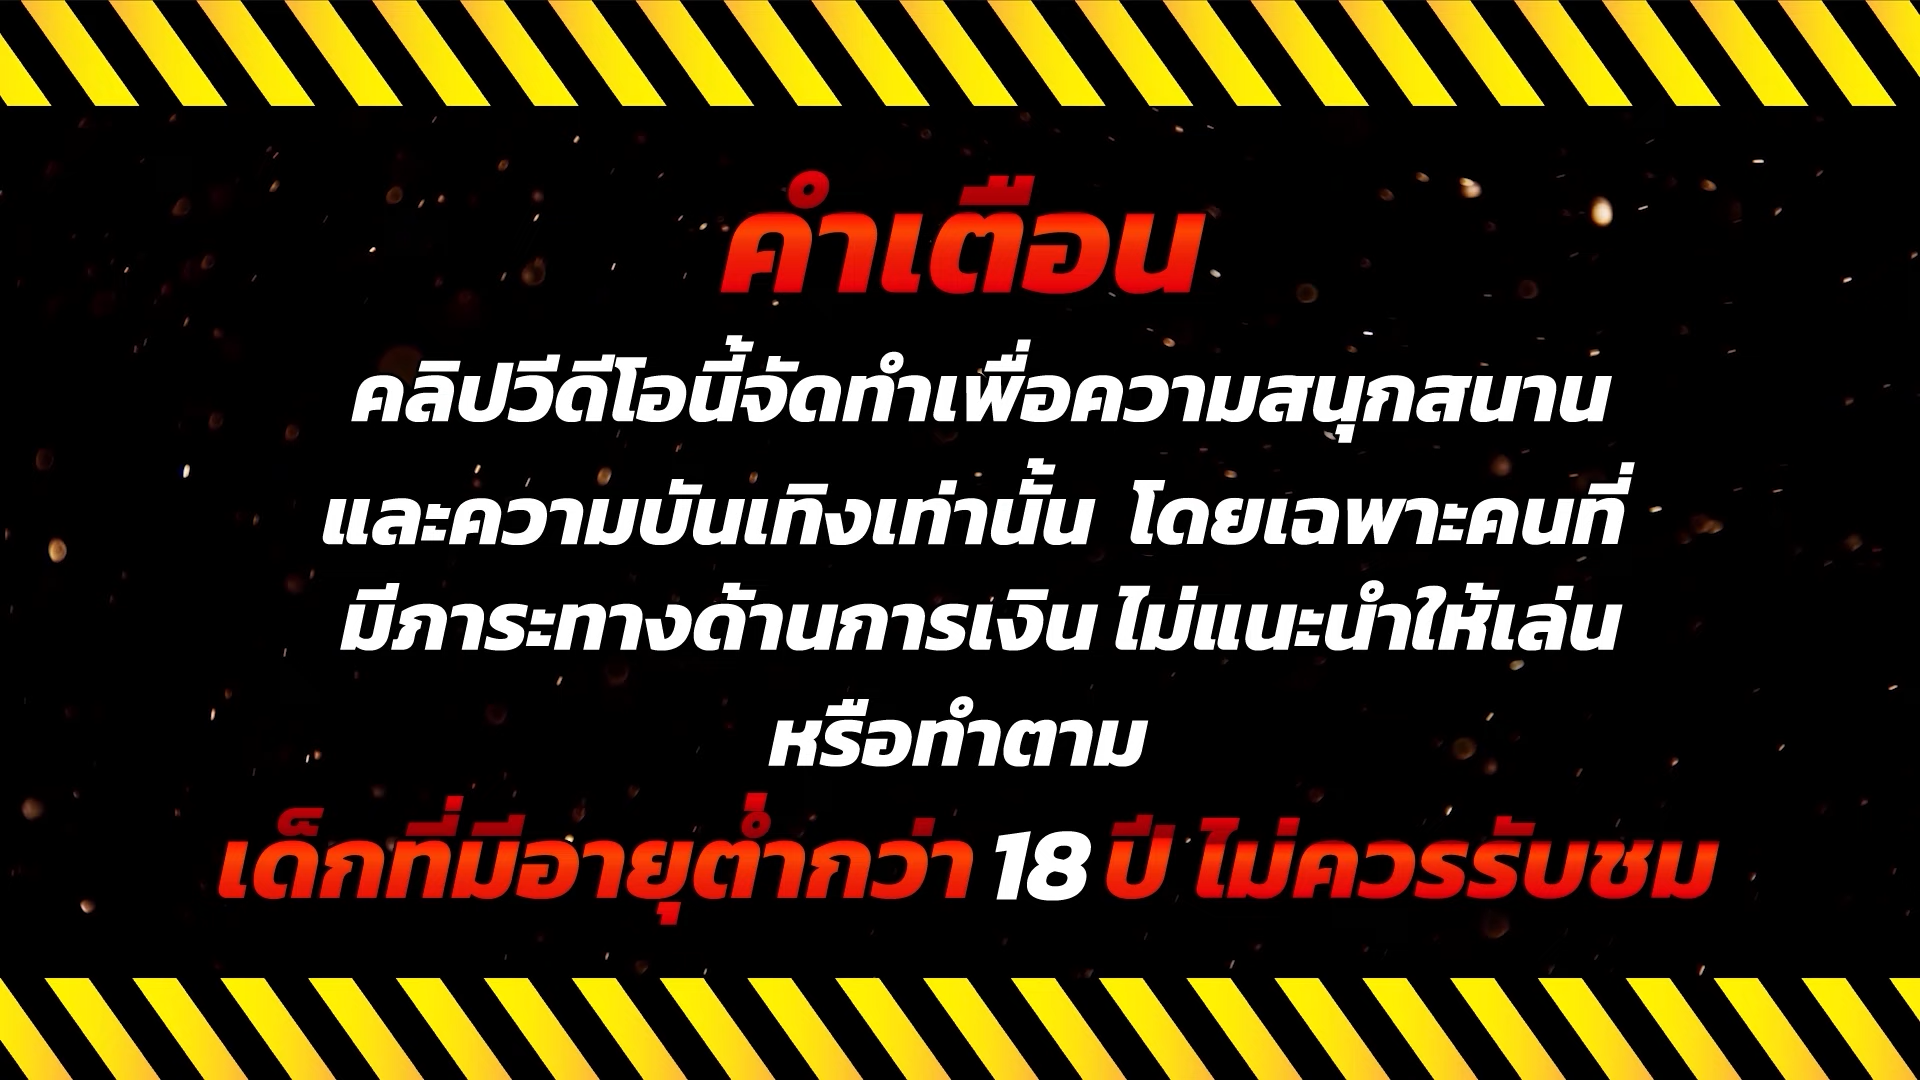 คำเตือน
คลิปวีดีโอนี้จัดทำเพื่อความสนุกสนาน
และความบันเทิงเท่านั้น โดยเฉพาะคนที่
มีภาระทางด้านการเงิน ไม่แนะนำให้เล่น
หรือทำตาม
เด็กที่มีอายุต่ำกว่า 18 ปี ไม่ควรรับชม